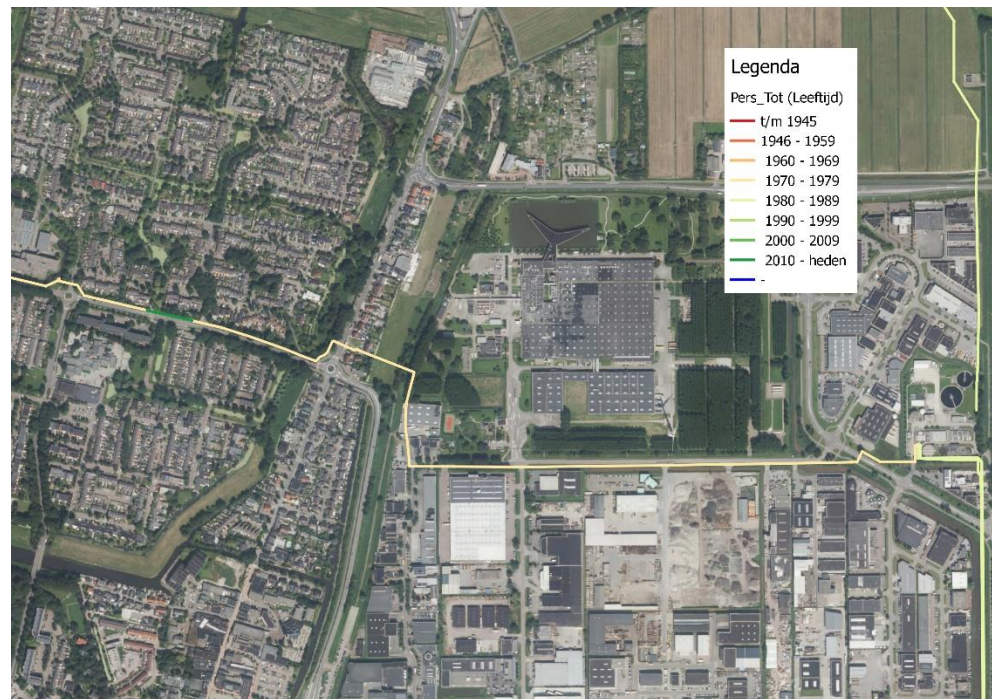 Legenda
Pers_Tot (Leeftijd)
t/m 1945
1946 - 1959
1960 - 1969
1970 - 1979
1980 - 1989
1990 - 1999
2000 - 2009
2010 - heden
-